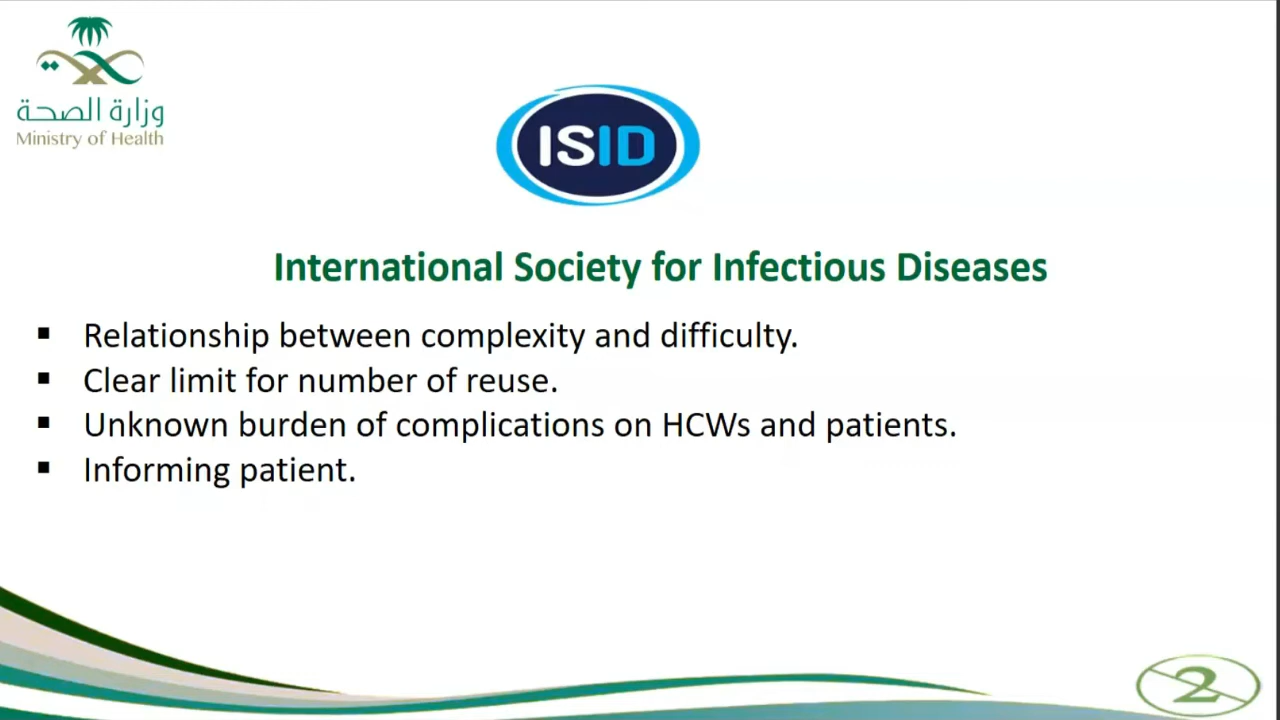 وزارة الصحة
Ministry of Health
ISID
International Society for Infectious Diseases
▪ Relationship between complexity and difficulty.
▪ Clear limit for number of reuse.
▪ Unknown burden of complications on HCWs and patients.
▪ Informing patient.
2